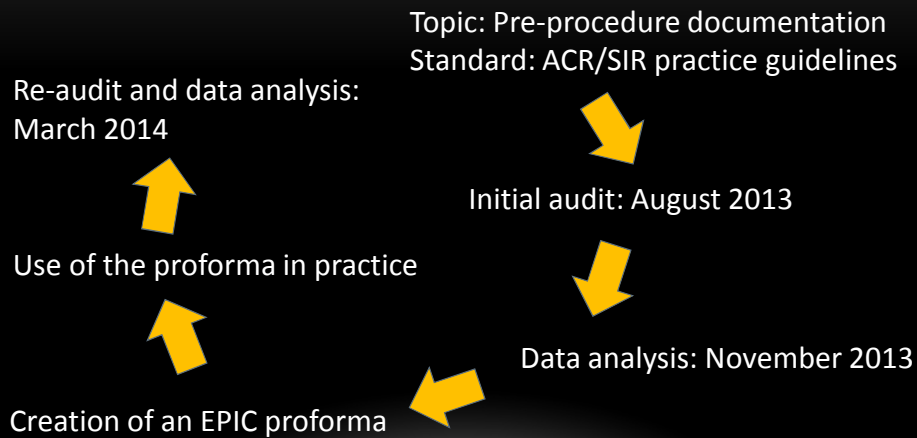 Topic: Pre-procedure documentation
Standard: ACR/SIR practice guidelines
Initial audit: August 2013
Data analysis: November 2013
Creation of an EPIC proforma
Use of the proforma in practice
Re-audit and data analysis:
March 2014